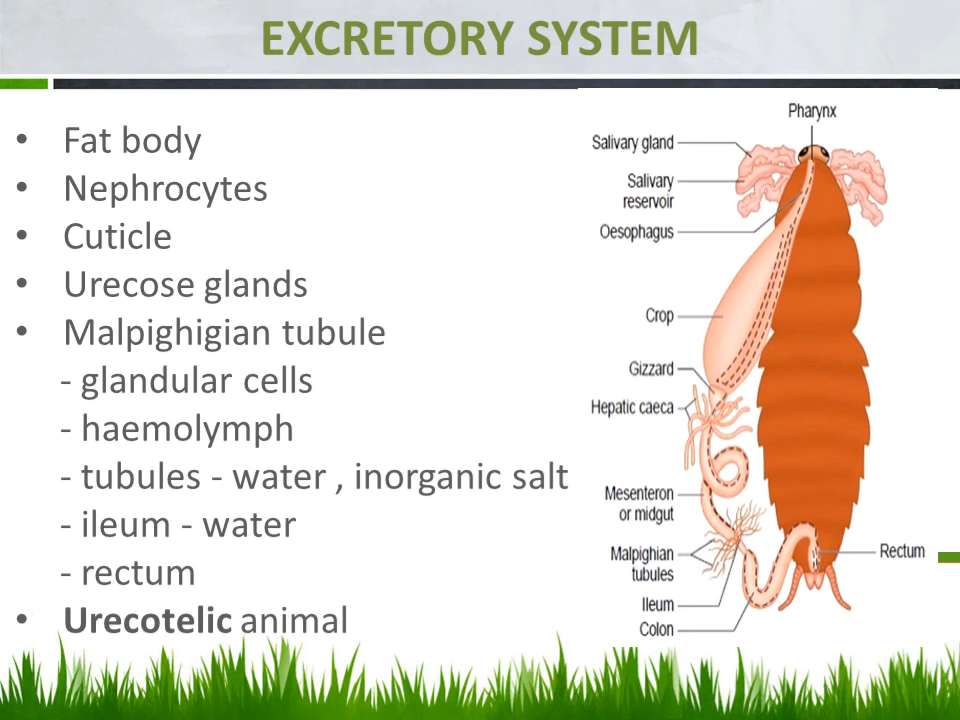 EXCRETORY SYSTEM
• Fat body
• Nephrocytes
• Cuticle
• Urecose glands
• Malpighigian tubule
- glandular cells
- haemolymph
- tubules - water , inorganic salt
- ileum - water
- rectum
• Urecotelic animal
Pharynx
Salivary gland
Salivary
reservoir
Oesophagus
Crop
Gizzard
Hepatic caeca
Mesenteron
or midgut
Malpighian
tubules
Rectum
Ileum
Colon